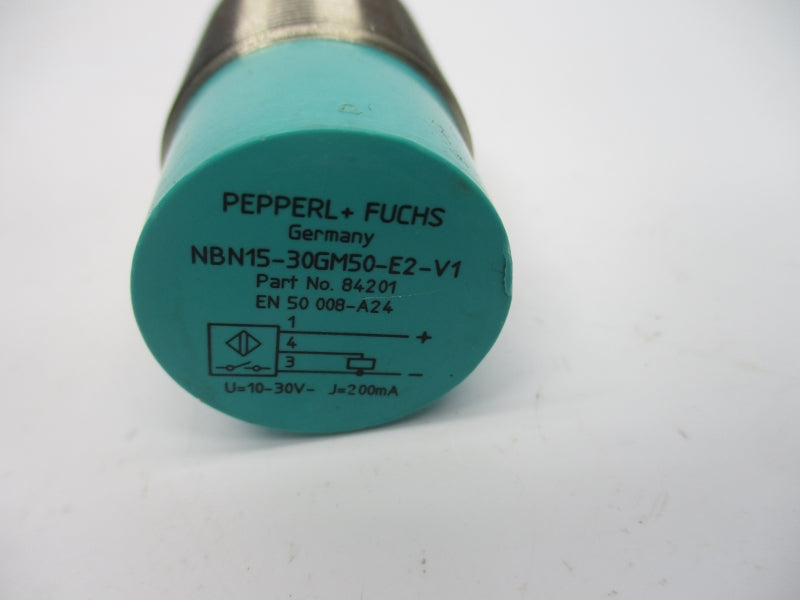 PEPPERL+ FUCHS
Germany
NBN15-30GM50-E2-V1
Part No. 84201
EN 50 008-A24
1
+
4
3
-
U=10-30V- J=200mA